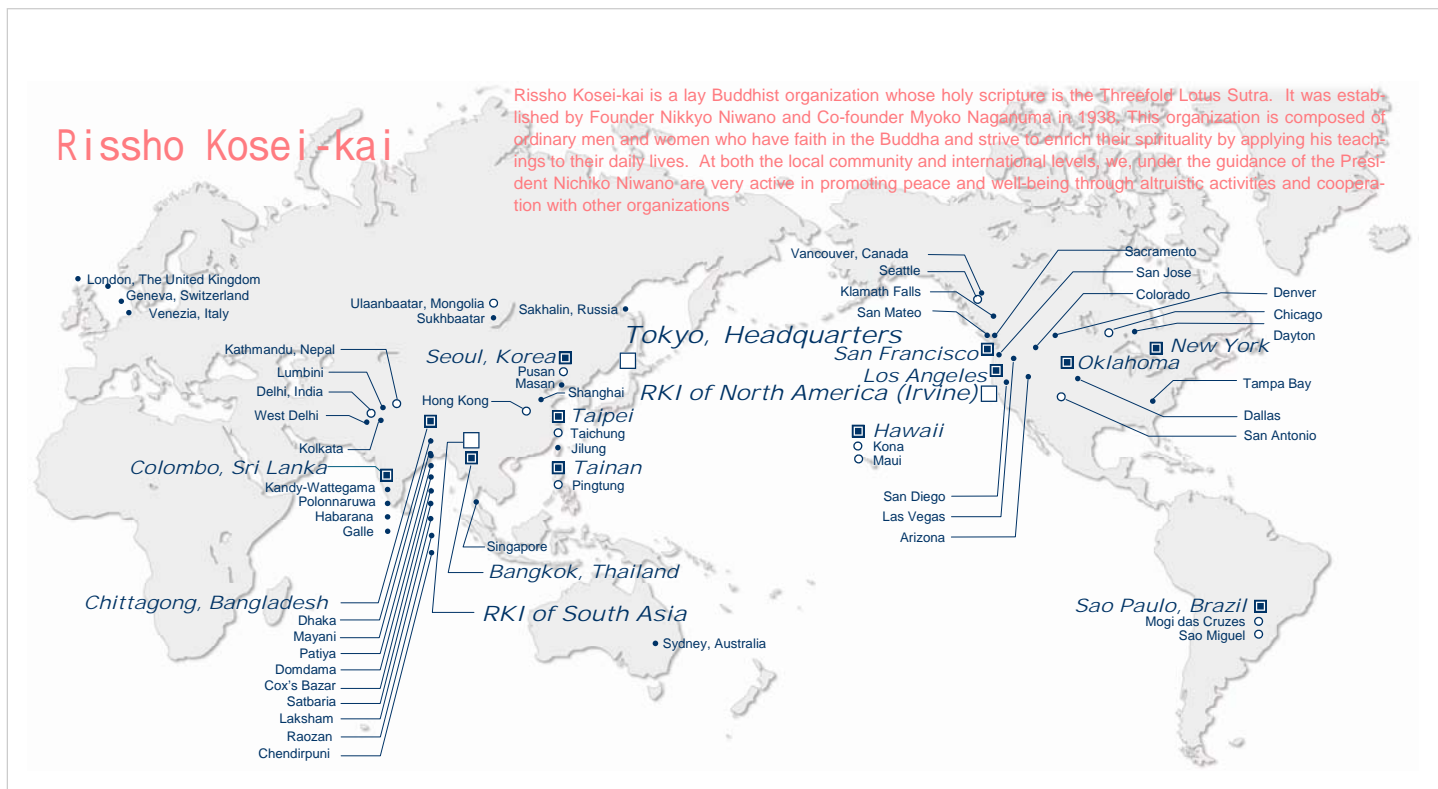 Rissho Kosei-kai
Rissho Kosei-kai is a lay Buddhist organization whose holy scripture is the Threefold Lotus Sutra. It was estab-
lished by Founder Nikkyo Niwano and Co-founder Myoko Naganuma in 1938. This organization is composed of
ordinary men and women who have faith in the Buddha and strive to enrich their spirituality by applying his teach-
ings to their daily lives. At both the local community and international levels, we, under the guidance of the Presi-
dent Nichiko Niwano are very active in promoting peace and well-being through altruistic activities and coopera-
tion with other organizations
London, The United Kingdom
Geneva, Switzerland
Venezia, Italy
Ulaanbaatar, Mongolia
Sukhbaatar
Sakhalin, Russia
Tokyo, Headquarters
Seoul, Korea
Pusan
Masan
Shanghai
Hong Kong
Kathmandu, Nepal
Lumbini
Delhi, India
West Delhi
Kolkata
Colombo, Sri Lanka
Kandy-Wattegama
Polonnaruwa
Habarana
Galle
Taipei
Taichung
Jilung
Tainan
Pingtung
Singapore
Bangkok, Thailand
RKI of South Asia
Chittagong, Bangladesh
Dhaka
Mayani
Patiya
Domdama
Cox's Bazar
Satbaria
Laksham
Raozan
Chendirpuni
Sydney, Australia
Vancouver, Canada
Seattle
Klamath Falls
San Mateo
San Francisco
Los Angeles
RKI of North America (Irvine)
Hawaii
Kona
Maui
San Diego
Las Vegas
Arizona
Sacramento
San Jose
Colorado
Denver
Chicago
Dayton
New York
Oklahoma
Tampa Bay
Dallas
San Antonio
Sao Paulo, Brazil
Mogi das Cruzes
Sao Miguel